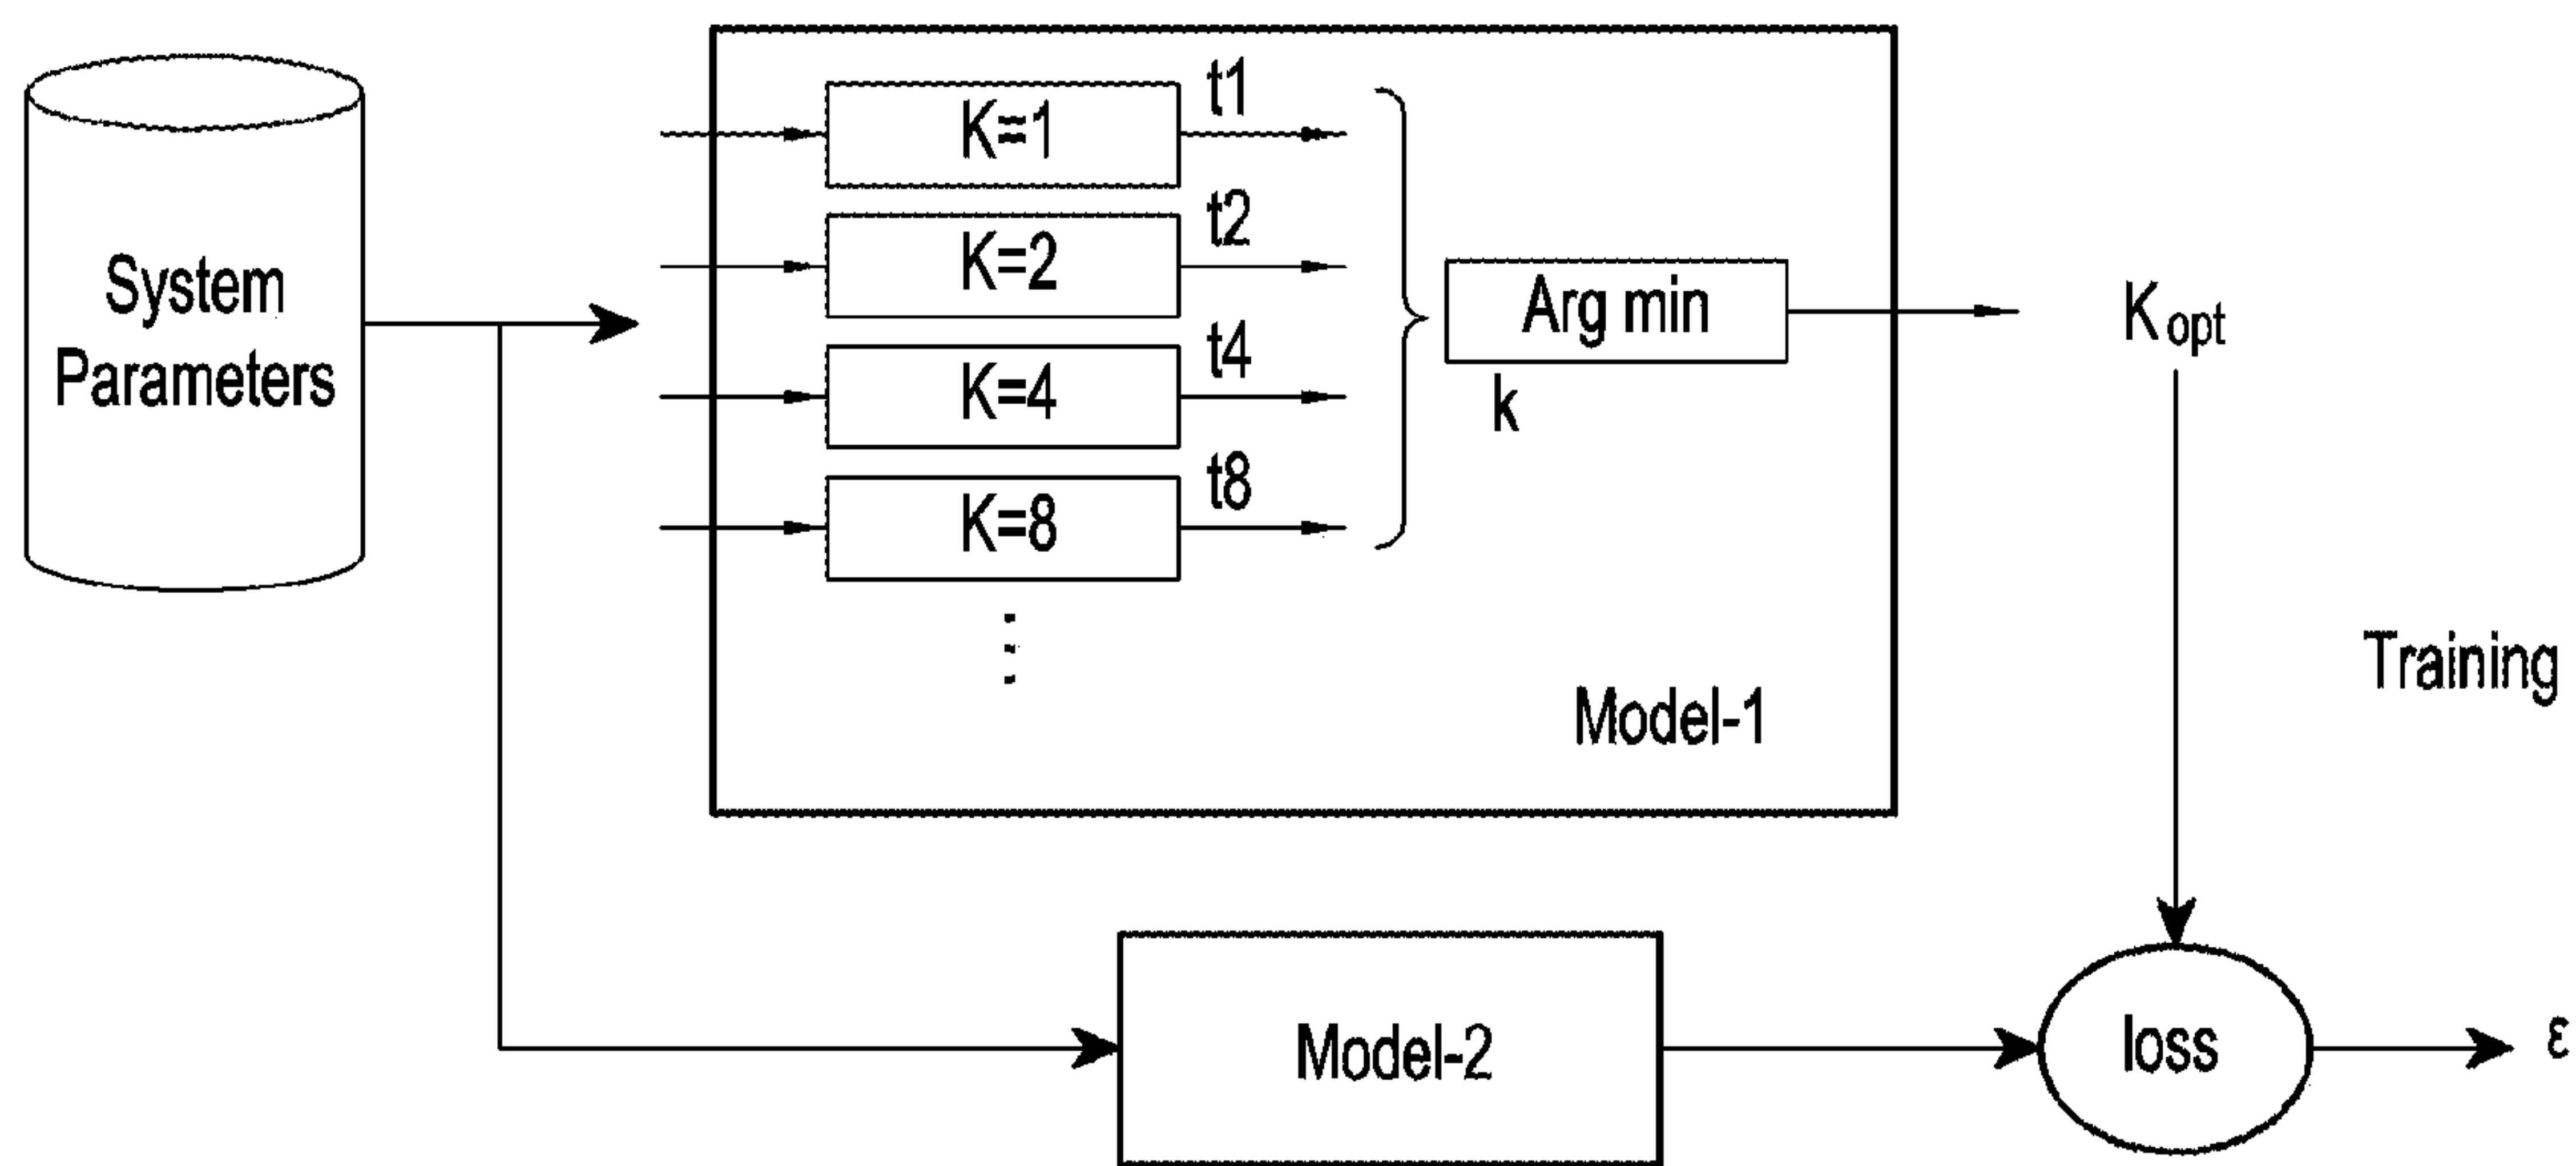 System
Parameters
K=1
t1
K=2
t2
K=4
t4
K=8
t8
Arg min
k
Model-1
Kopt
Training
Model-2
loss
ε